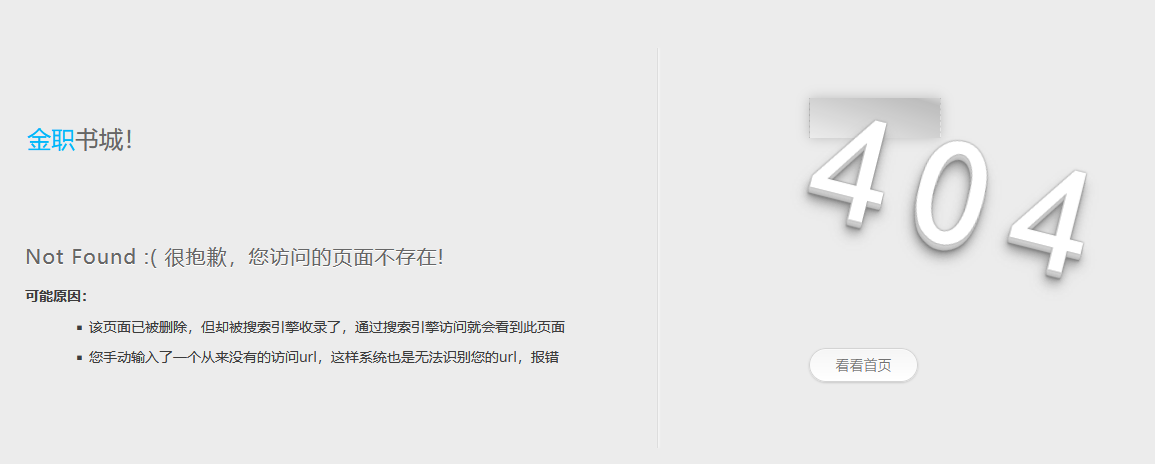 金职书城！
Not Found :( 很抱歉，您访问的页面不存在!
可能原因：
▪ 该页面已被删除，但却被搜索引擎收录了，通过搜索引擎访问就会看到此页面
▪ 您手动输入了一个从来没有的访问url，这样系统也是无法识别您的url，报错
404
看看首页